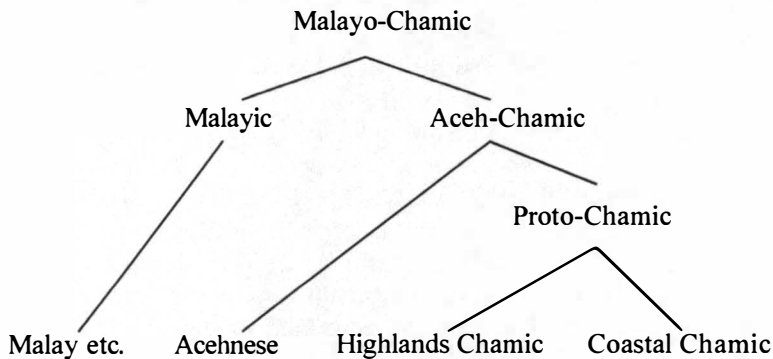 Malayo-Chamic
Malayic Aceh-Chamic
Proto-Chamic
Malay etc. Acehnese Highlands Chamic Coastal Chamic